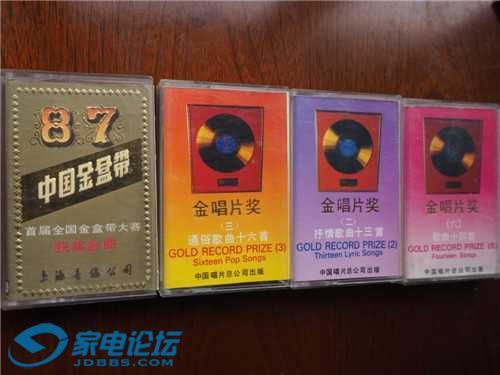 87
中国金盒带
首届全国金盒带大赛
获奖金曲
上海音像公司
金唱片奖
(三)
通俗歌曲十六首
GOLD RECORD PRIZE (3)
Sixteen Pop Songs
中国唱片总公司出版
金唱片奖
(二)
抒情歌曲十三首
GOLD RECORD PRIZE (2)
Thirteen Lyric Songs
中国唱片总公司出版
金唱片奖
(六)
歌曲十四首
GOLD RECORD PRIZE (6)
Fourteen Songs
中国唱片总公司出版
家电论坛
JDBBS.COM